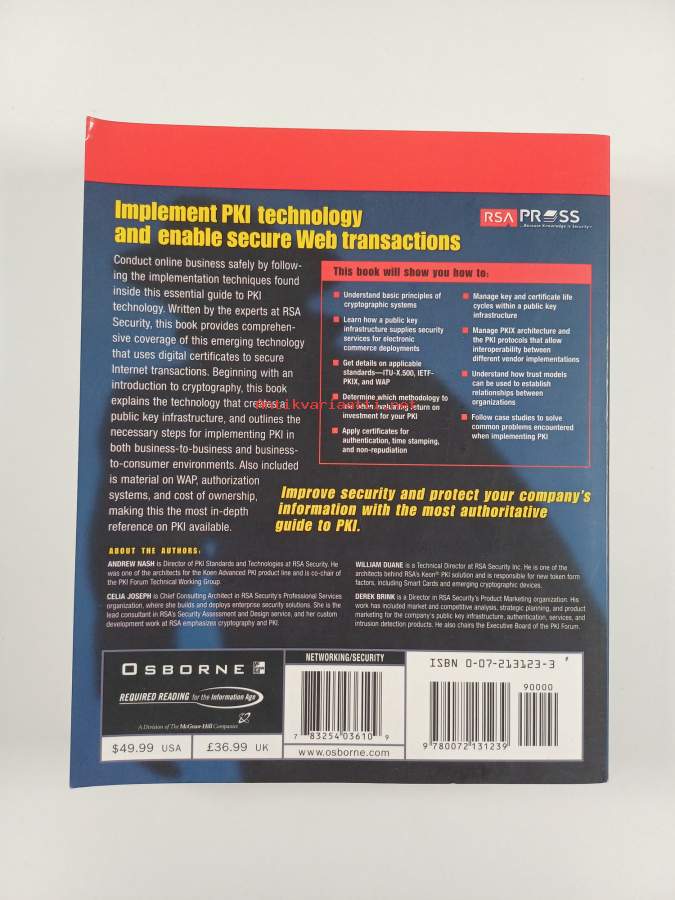 Implement PKI technology
and enable secure Web transactions
RSA PRESS
Because Knowledge is Security
Conduct online business safely by follow-
ing the implementation techniques found
inside this essential guide to PKI
technology. Written by the experts at RSA
Security, this book provides comprehen-
sive coverage of this emerging technology
that uses digital certificates to secure
Internet transactions. Beginning with an
introduction to cryptography, this book
explains the technology that creates a
public key infrastructure, and outlines the
necessary steps for implementing PKI in
both business-to-business and business-
to-consumer environments. Also included
is material on WAP, authorization
systems, and cost of ownership,
making this the most in-depth
reference on PKI available.
This book will show you how to:
Understand basic principles of
cryptographic systems
Learn how a public key
infrastructure supplies security
services for electronic
commerce deployments
Get details on applicable
standards—ITU-X.500, IETF-
PKIX, and WAP
Determine which methodology to
use when evaluating return on
investment for your PKI
Apply certificates for
authentication, time stamping,
and non-repudiation
Manage key and certificate life
cycles within a public key
infrastructure
Manage PKIX architecture and
the PKI protocols that allow
interoperability between
different vendor implementations
Understand how trust models
can be used to establish
relationships between
organizations
Follow case studies to solve
common problems encountered
when implementing PKI
Antikvariaatti.net
Improve security and protect your company's
information with the most authoritative
guide to PKI.
ABOUT THE AUTHORS:
ANDREW NASH is Director of PKI Standards and Technologies at RSA Security. He
was one of the architects for the Keon Advanced PKI product line and is co-chair of
the PKI Forum Technical Working Group.
CELIA JOSEPH is Chief Consulting Architect in RSA Security's Professional Services
organization, where she builds and deploys enterprise security solutions. She is the
lead consultant in RSA's Security Assessment and Design service, and her custom
development work at RSA emphasizes cryptography and PKI.
WILLIAM DUANE is a Technical Director at RSA Security Inc. He is one of the
architects behind RSA's Keon® PKI solution and is responsible for new token form
factors, including Smart Cards and emerging cryptographic devices.
DEREK BRINK is a Director in RSA Security's Product Marketing organization. His
work has included market and competitive analysis, strategic planning, and product
marketing for the company's public key infrastructure, authentication, services, and
intrusion detection products. He also chairs the Executive Board of the PKI Forum.
OSBORNE
REQUIRED READING for the Information Age
A Division of The McGraw-Hill Companies
$49.99 USA
£36.99 UK
NETWORKING/SECURITY
7 83254 03610 9
www.osborne.com
ISBN 0-07-213123-3
90000
9 780072 131239